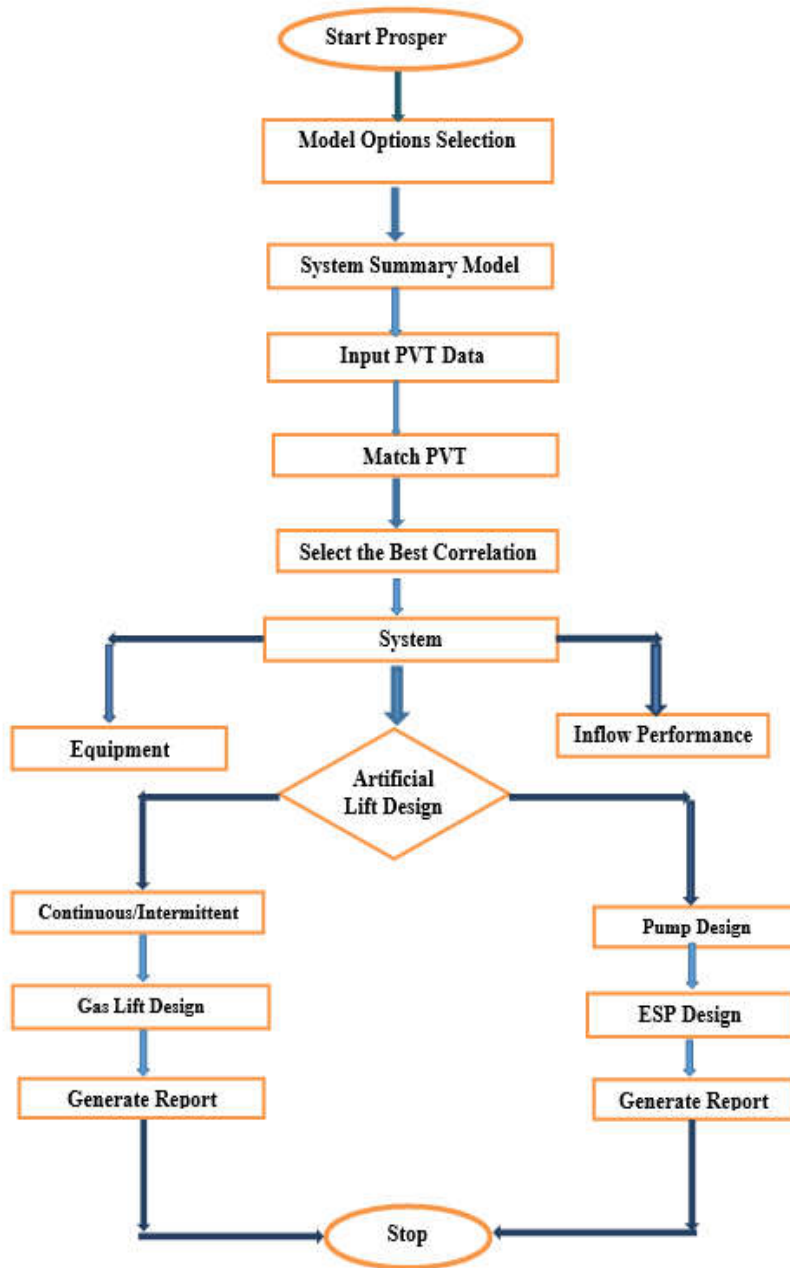 Start Prosper
Model Options Selection
System Summary Model
Input PVT Data
Match PVT
Select the Best Correlation
System
Equipment
Inflow Performance
Artificial
Lift Design
Continuous/Intermittent
Pump Design
Gas Lift Design
ESP Design
Generate Report
Generate Report
Stop